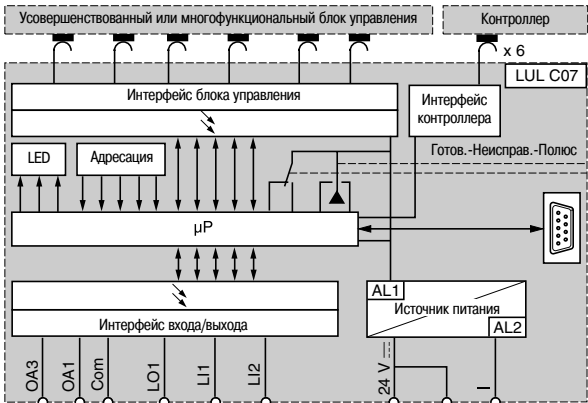 Усовершенствованный или многофункциональный блок управления
Контроллер
x 6
LUL C07
Интерфейс блока управления
Интерфейс
контроллера
LED
Адресация
Готов.-Неисправ.-Полюс
µP
AL1
Источник питания
AL2
Интерфейс входа/выхода
OA3
OA1
Com
LO1
LI1
LI2
24 V